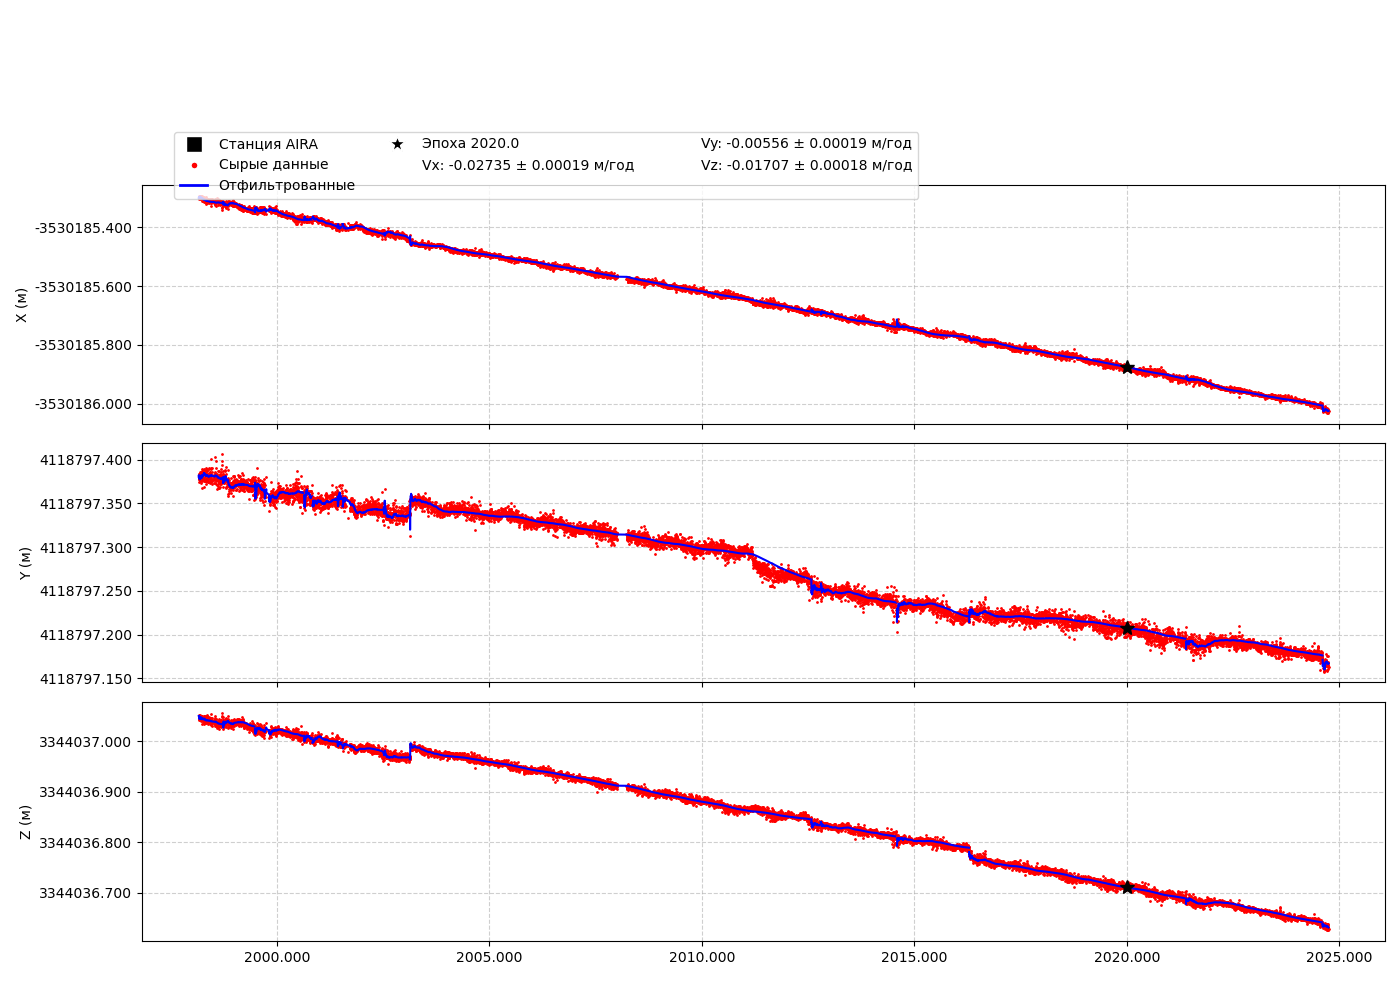 Станция AIRA
Сырые данные
Отфильтрованные
Эпоха 2020.0
Vx: -0.02735 ± 0.00019 м/год
Vy: -0.00556 ± 0.00019 м/год
Vz: -0.01707 ± 0.00018 м/год
X (м)
-3530185.400
-3530185.600
-3530185.800
-3530186.000
Y (м)
4118797.400
4118797.350
4118797.300
4118797.250
4118797.200
4118797.150
Z (м)
3344037.000
3344036.900
3344036.800
3344036.700
2000.000
2005.000
2010.000
2015.000
2020.000
2025.000